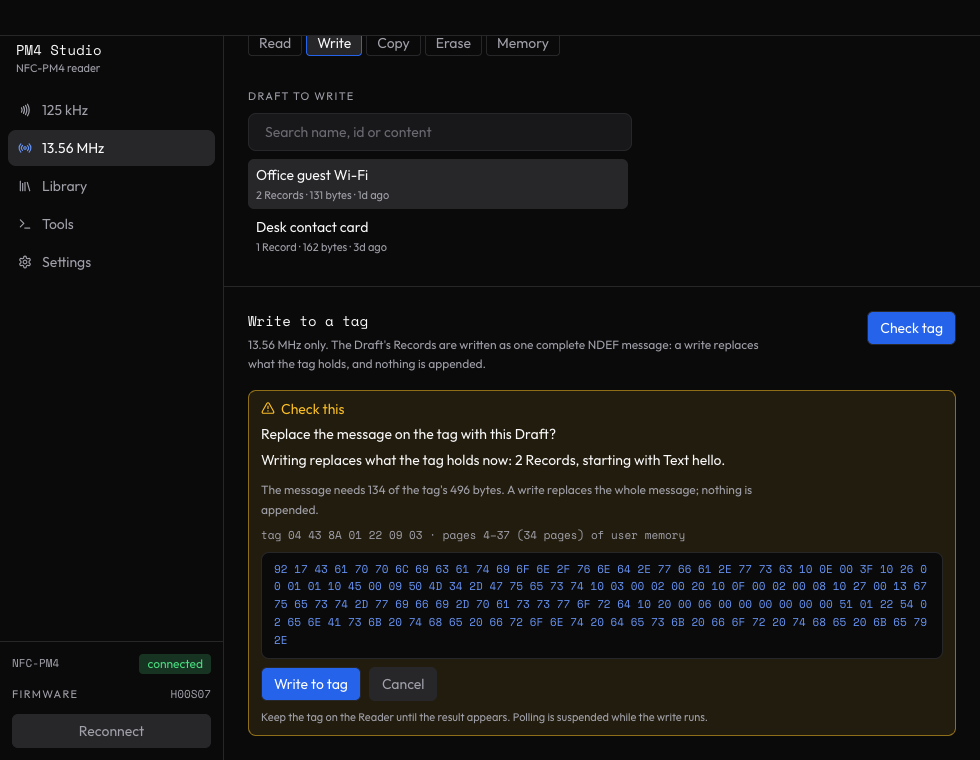 PM4 Studio
NFC-PM4 reader
125 kHz
13.56 MHz
Library
Tools
Settings
NFC-PM4
connected
FIRMWARE
H00S07
Reconnect
Read
Write
Copy
Erase
Memory
DRAFT TO WRITE
Search name, id or content
Office guest Wi-Fi
2 Records · 131 bytes · 1d ago
Desk contact card
1 Record · 162 bytes · 3d ago
Write to a tag
13.56 MHz only. The Draft's Records are written as one complete NDEF message: a write replaces
what the tag holds, and nothing is appended.
Check tag
Check this
Replace the message on the tag with this Draft?
Writing replaces what the tag holds now: 2 Records, starting with Text hello.
The message needs 134 of the tag's 496 bytes. A write replaces the whole message; nothing is
appended.
tag 04 43 8A 01 22 09 03 · pages 4–37 (34 pages) of user memory
92 17 43 61 70 70 6C 69 63 61 74 69 6F 6E 2F 76 6E 64 2E 77 66 61 2E 77 73 63 10 0E 00 3F 10 26 0
0 01 01 10 45 00 09 50 4D 34 2D 47 75 65 73 74 10 03 00 02 00 20 10 0F 00 02 00 08 10 27 00 13 67
75 65 73 74 2D 77 69 66 69 2D 70 61 73 73 77 6F 72 64 10 20 00 06 00 00 00 00 00 00 51 01 22 54 0
2 65 6E 41 73 6B 20 74 68 65 20 66 72 6F 6E 74 20 64 65 73 6B 20 66 6F 72 20 74 68 65 20 6B 65 79
2E
Write to tag
Cancel
Keep the tag on the Reader until the result appears. Polling is suspended while the write runs.